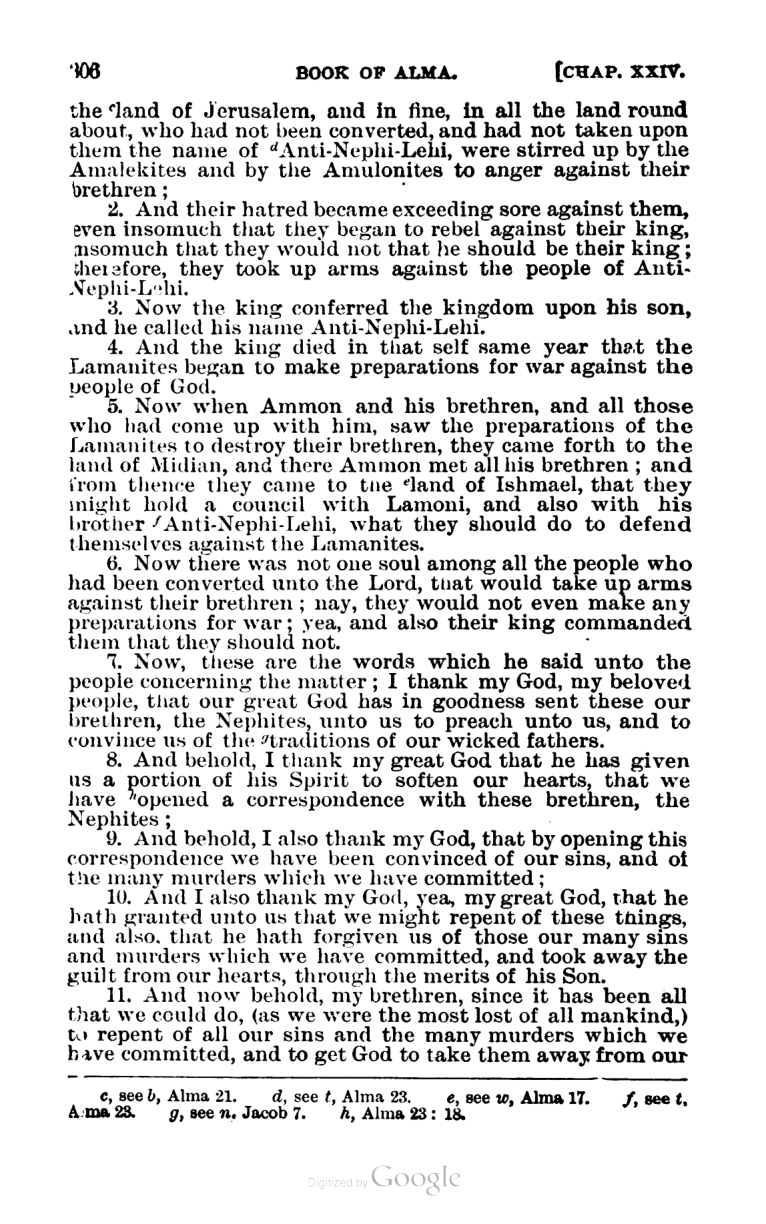 306 BOOK OF ALMA. [CHAP. XXIV.
the ᶜland of Jerusalem, and in fine, in all the land round
about, who had not been converted, and had not taken upon
them the name of ᵈAnti-Nephi-Lehi, were stirred up by the
Amalekites and by the Amulonites to anger against their
brethren;
2. And their hatred became exceeding sore against them,
even insomuch that they began to rebel against their king,
insomuch that they would not that he should be their king;
therefore, they took up arms against the people of Anti-
Nephi-Lehi.
3. Now the king conferred the kingdom upon his son,
and he called his name Anti-Nephi-Lehi.
4. And the king died in that self same year that the
Lamanites began to make preparations for war against the
people of God.
5. Now when Ammon and his brethren, and all those
who had come up with him, saw the preparations of the
Lamanites to destroy their brethren, they came forth to the
land of Midian, and there Ammon met all his brethren; and
from thence they came to the ᵉland of Ishmael, that they
might hold a council with Lamoni, and also with his
brother ᶠAnti-Nephi-Lehi, what they should do to defend
themselves against the Lamanites.
6. Now there was not one soul among all the people who
had been converted unto the Lord, that would take up arms
against their brethren; nay, they would not even make any
preparations for war; yea, and also their king commanded
them that they should not.
7. Now, these are the words which he said unto the
people concerning the matter; I thank my God, my beloved
people, that our great God has in goodness sent these our
brethren, the Nephites, unto us to preach unto us, and to
convince us of the ᵍtraditions of our wicked fathers.
8. And behold, I thank my great God that he has given
us a portion of his Spirit to soften our hearts, that we
have ʰopened a correspondence with these brethren, the
Nephites;
9. And behold, I also thank my God, that by opening this
correspondence we have been convinced of our sins, and of
the many murders which we have committed;
10. And I also thank my God, yea, my great God, that he
hath granted unto us that we might repent of these things,
and also, that he hath forgiven us of those our many sins
and murders which we have committed, and took away the
guilt from our hearts, through the merits of his Son.
11. And now behold, my brethren, since it has been all
that we could do, (as we were the most lost of all mankind,)
to repent of all our sins and the many murders which we
have committed, and to get God to take them away from our
c, see b, Alma 21. d, see t, Alma 23. e, see w, Alma 17. f, see t,
Alma 23. g, see n, Jacob 7. h, Alma 23: 18.
Digitized by Google